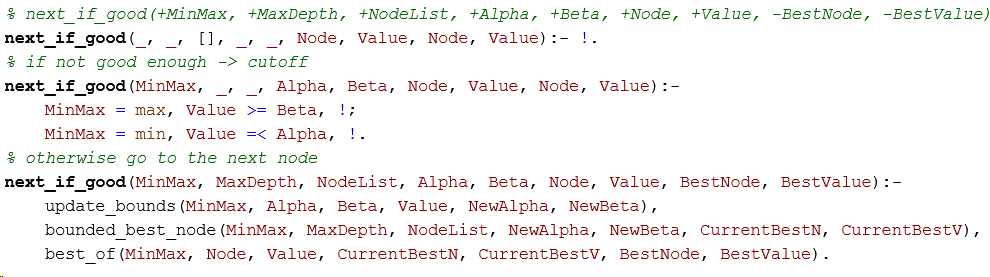 % next_if_good(+MinMax, +MaxDepth, +NodeList, +Alpha, +Beta, +Node, +Value, -BestNode, -BestValue)
next_if_good(_, _, [], _, _, Node, Value, Node, Value):- !.
% if not good enough -> cutoff
next_if_good(MinMax, _, _, Alpha, Beta, Node, Value, Node, Value):-
    MinMax = max, Value >= Beta, !;
    MinMax = min, Value =< Alpha, !.
% otherwise go to the next node
next_if_good(MinMax, MaxDepth, NodeList, Alpha, Beta, Node, Value, BestNode, BestValue):-
    update_bounds(MinMax, Alpha, Beta, Value, NewAlpha, NewBeta),
    bounded_best_node(MinMax, MaxDepth, NodeList, NewAlpha, NewBeta, CurrentBestN, CurrentBestV),
    best_of(MinMax, Node, Value, CurrentBestN, CurrentBestV, BestNode, BestValue).